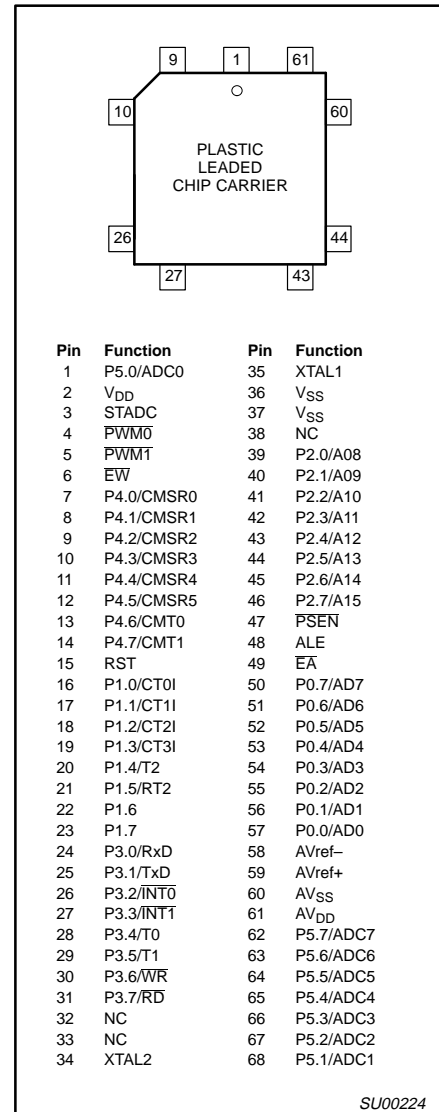 9 1 61
10 60
PLASTIC
LEADED
CHIP CARRIER
26 44
27 43
Pin Function Pin Function
1 P5.0/ADC0 35 XTAL1
2 VDD 36 VSS
3 STADC 37 VSS
4 P̅W̅M̅0̅ 38 NC
5 P̅W̅M̅1̅ 39 P2.0/A08
6 E̅W̅ 40 P2.1/A09
7 P4.0/CMSR0 41 P2.2/A10
8 P4.1/CMSR1 42 P2.3/A11
9 P4.2/CMSR2 43 P2.4/A12
10 P4.3/CMSR3 44 P2.5/A13
11 P4.4/CMSR4 45 P2.6/A14
12 P4.5/CMSR5 46 P2.7/A15
13 P4.6/CMT0 47 P̅S̅E̅N̅
14 P4.7/CMT1 48 ALE
15 RST 49 E̅A̅
16 P1.0/CT0I 50 P0.7/AD7
17 P1.1/CT1I 51 P0.6/AD6
18 P1.2/CT2I 52 P0.5/AD5
19 P1.3/CT3I 53 P0.4/AD4
20 P1.4/T2 54 P0.3/AD3
21 P1.5/RT2 55 P0.2/AD2
22 P1.6 56 P0.1/AD1
23 P1.7 57 P0.0/AD0
24 P3.0/RxD 58 AVref–
25 P3.1/TxD 59 AVref+
26 P3.2/I̅N̅T̅0̅ 60 AVSS
27 P3.3/I̅N̅T̅1̅ 61 AVDD
28 P3.4/T0 62 P5.7/ADC7
29 P3.5/T1 63 P5.6/ADC6
30 P3.6/W̅R̅ 64 P5.5/ADC5
31 P3.7/R̅D̅ 65 P5.4/ADC4
32 NC 66 P5.3/ADC3
33 NC 67 P5.2/ADC2
34 XTAL2 68 P5.1/ADC1
SU00224